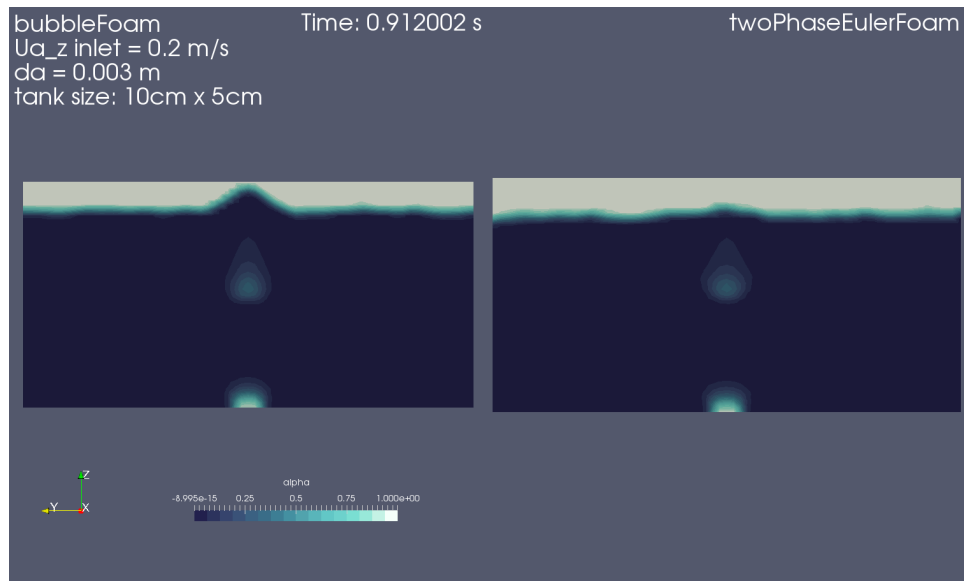 bubbleFoam
Ua_z inlet = 0.2 m/s
da = 0.003 m
tank size: 10cm x 5cm
Time: 0.912002 s
twoPhaseEulerFoam
Z
Y
X
alpha
-8.995e-15 0.25 0.5 0.75 1.000e+00